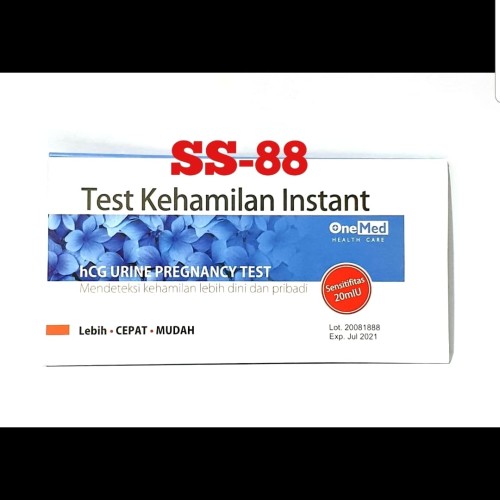 SS-88
Test Kehamilan Instant
OneMed
HEALTH CARE
hCG URINE PREGNANCY TEST
Mendeteksi kehamilan lebih dini dan pribadi
Sensitifitas
20mIU
Lebih • CEPAT • MUDAH
Lot. 20081888
Exp. Jul 2021